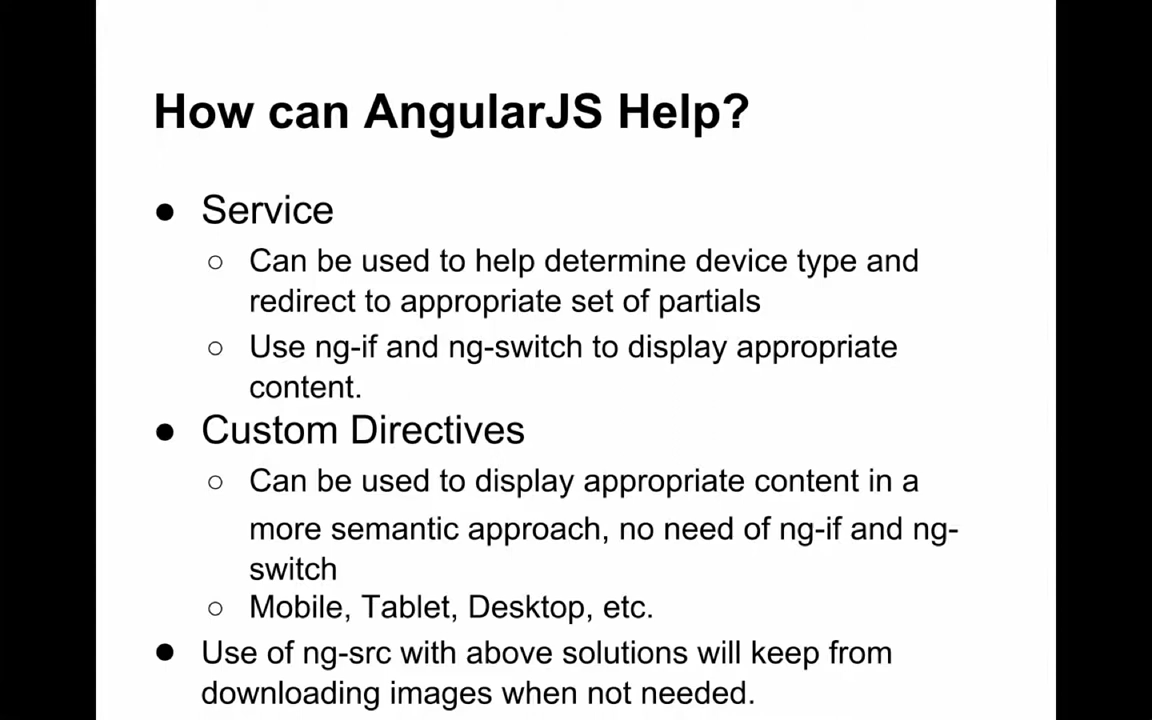 How can AngularJS Help?
● Service
○ Can be used to help determine device type and
redirect to appropriate set of partials
○ Use ng-if and ng-switch to display appropriate
content.
● Custom Directives
○ Can be used to display appropriate content in a
more semantic approach, no need of ng-if and ng-
switch
○ Mobile, Tablet, Desktop, etc.
● Use of ng-src with above solutions will keep from
downloading images when not needed.